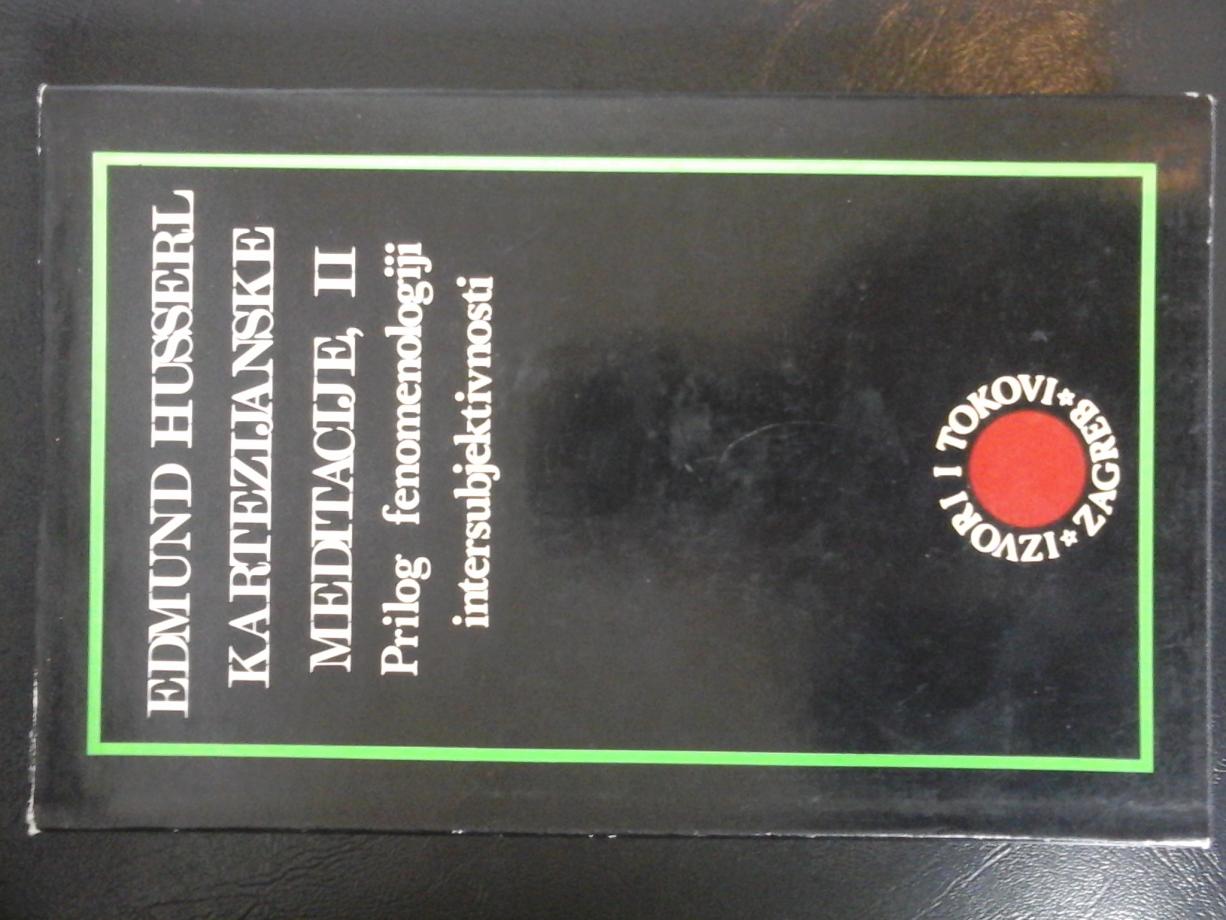 EDMUND HUSSERL
KARTEZIJANSKE
MEDITACIJE, II
Prilog fenomenologiji
intersubjektivnosti
IZVORI I TOKOVI * ZAGREB *